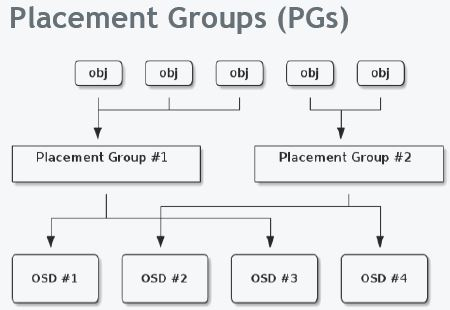 Placement Groups (PGs)
obj obj obj obj obj
Placement Group #1 Placement Group #2
OSD #1 OSD #2 OSD #3 OSD #4